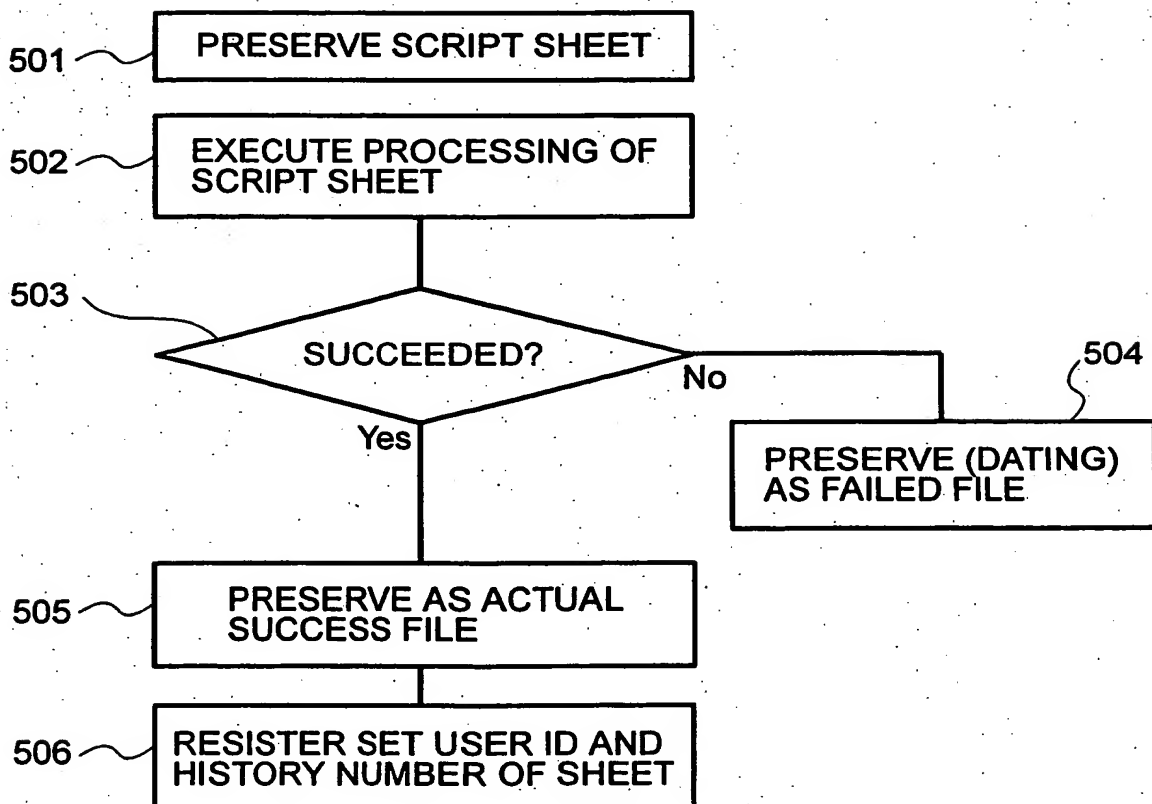 501
PRESERVE SCRIPT SHEET
502
EXECUTE PROCESSING OF
SCRIPT SHEET
503
SUCCEEDED?
No
504
Yes
PRESERVE (DATING)
AS FAILED FILE
505
PRESERVE AS ACTUAL
SUCCESS FILE
506
RESISTER SET USER ID AND
HISTORY NUMBER OF SHEET